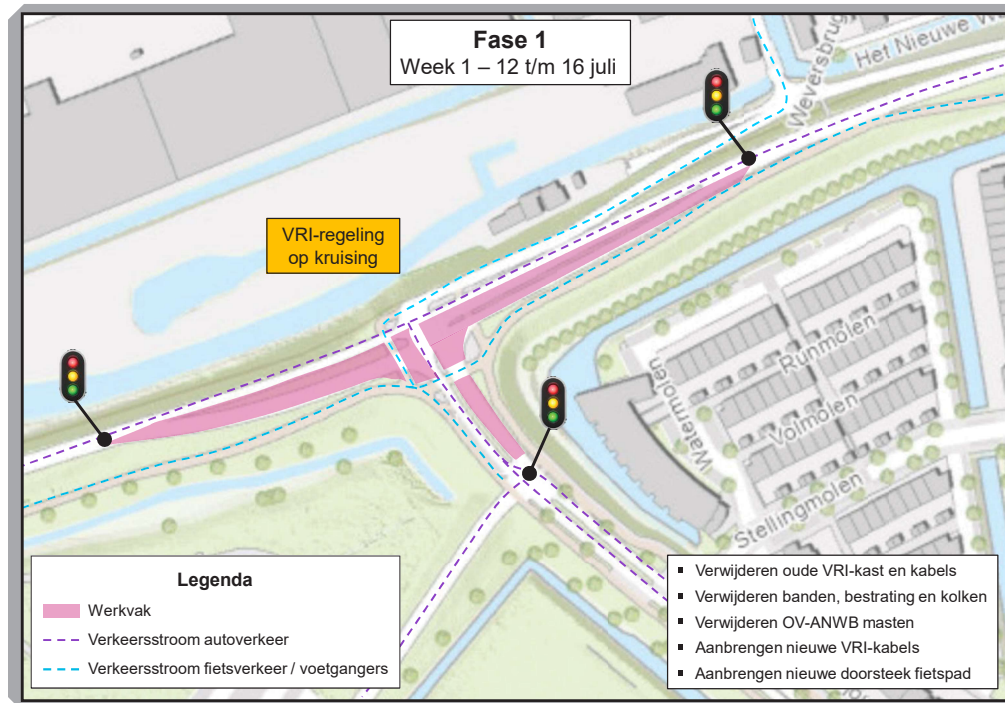 Fase 1
Week 1 – 12 t/m 16 juli
Weversbrug
Het Nieuwe W
VRI-regeling
op kruising
Watermolen
Runmolen
Volmolen
Stellingmolen
Legenda
Werkvak
Verkeersstroom autoverkeer
Verkeersstroom fietsverkeer / voetgangers
▪ Verwijderen oude VRI-kast en kabels
▪ Verwijderen banden, bestrating en kolken
▪ Verwijderen OV-ANWB masten
▪ Aanbrengen nieuwe VRI-kabels
▪ Aanbrengen nieuwe doorsteek fietspad